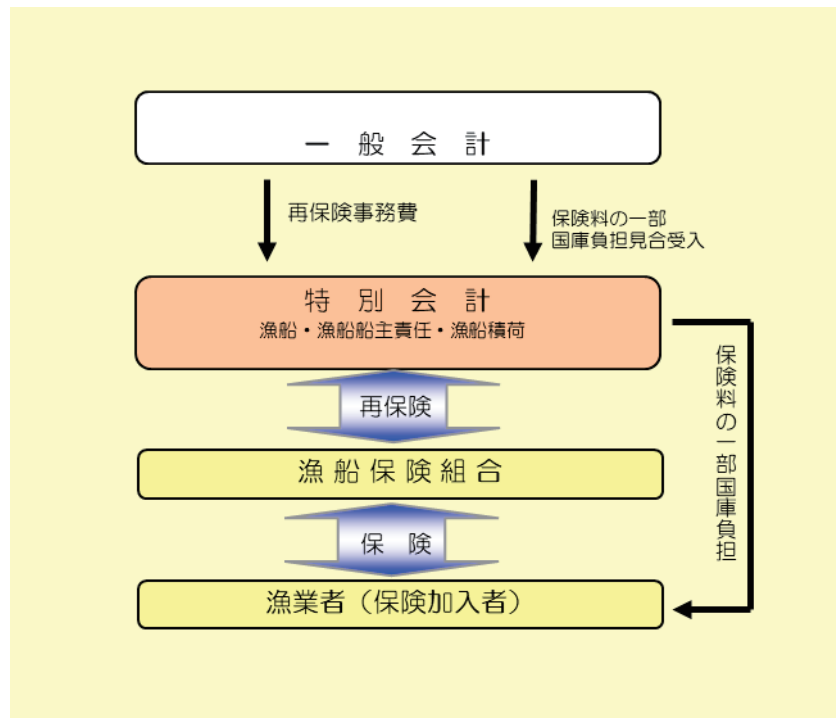 一般会計
再保険事務費
保険料の一部
国庫負担見合受入
特別会計
漁船・漁船船主責任・漁船積荷
再保険
漁船保険組合
保険
漁業者（保険加入者）
保険料の一部国庫負担